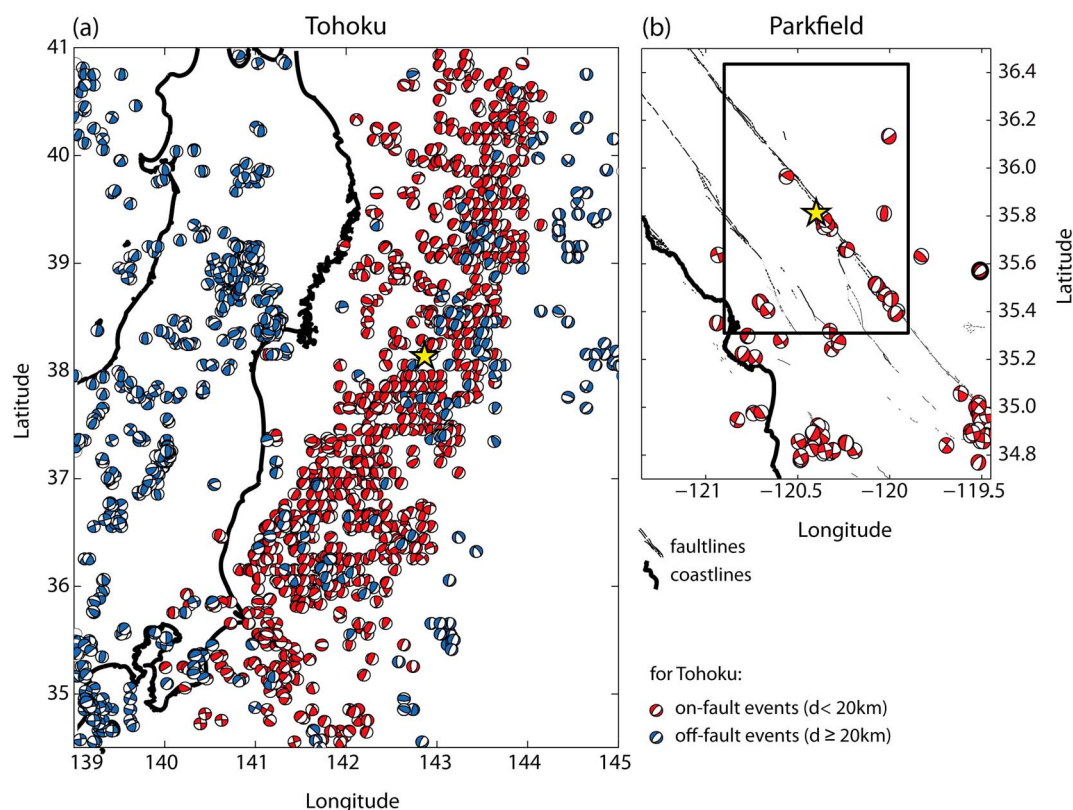 (a) Tohoku
41
40
39
38
37
36
35
Latitude
139 140 141 142 143 144 145
Longitude
(b) Parkfield
36.4
36.2
36.0
35.8
35.6
35.4
35.2
35.0
34.8
Latitude
−121 −120.4 −120 −119.5
Longitude
faultlines
coastlines
for Tohoku:
on-fault events (d< 20km)
off-fault events (d ≥ 20km)